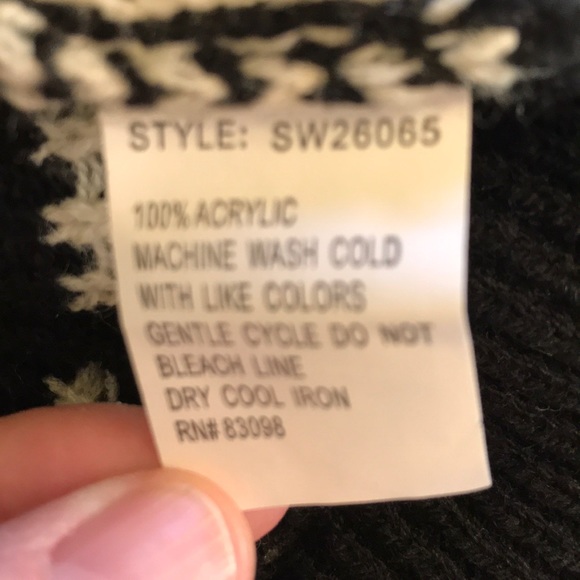 STYLE: SW26065
100% ACRYLIC
MACHINE WASH COLD
WITH LIKE COLORS
GENTLE CYCLE DO NOT
BLEACH LINE
DRY COOL IRON
RN# 83098